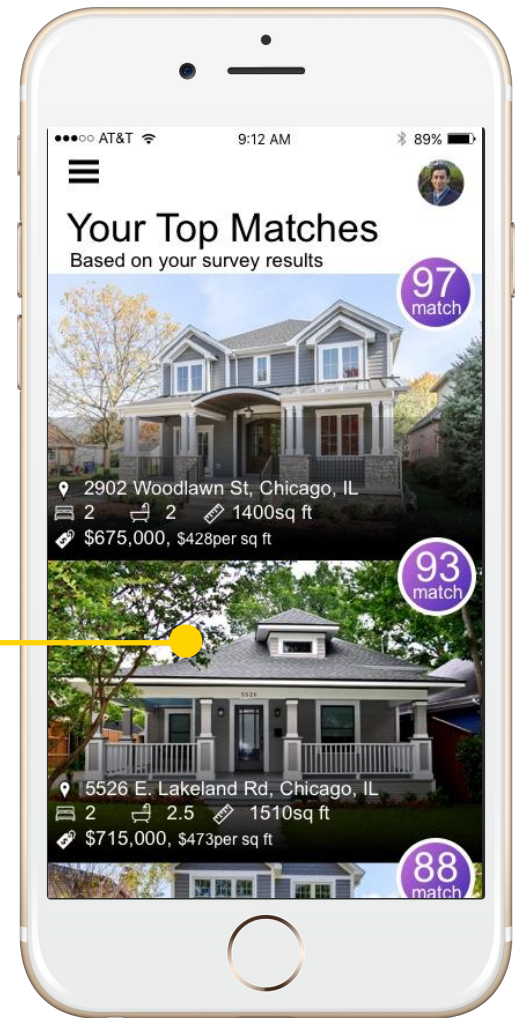 AT&T 9:12 AM 89%
Your Top Matches
Based on your survey results
97
match
2902 Woodlawn St, Chicago, IL
2 2 1400sq ft
$675,000, $428per sq ft
93
match
5526
5526 E. Lakeland Rd, Chicago, IL
2 2.5 1510sq ft
$715,000, $473per sq ft
88
match